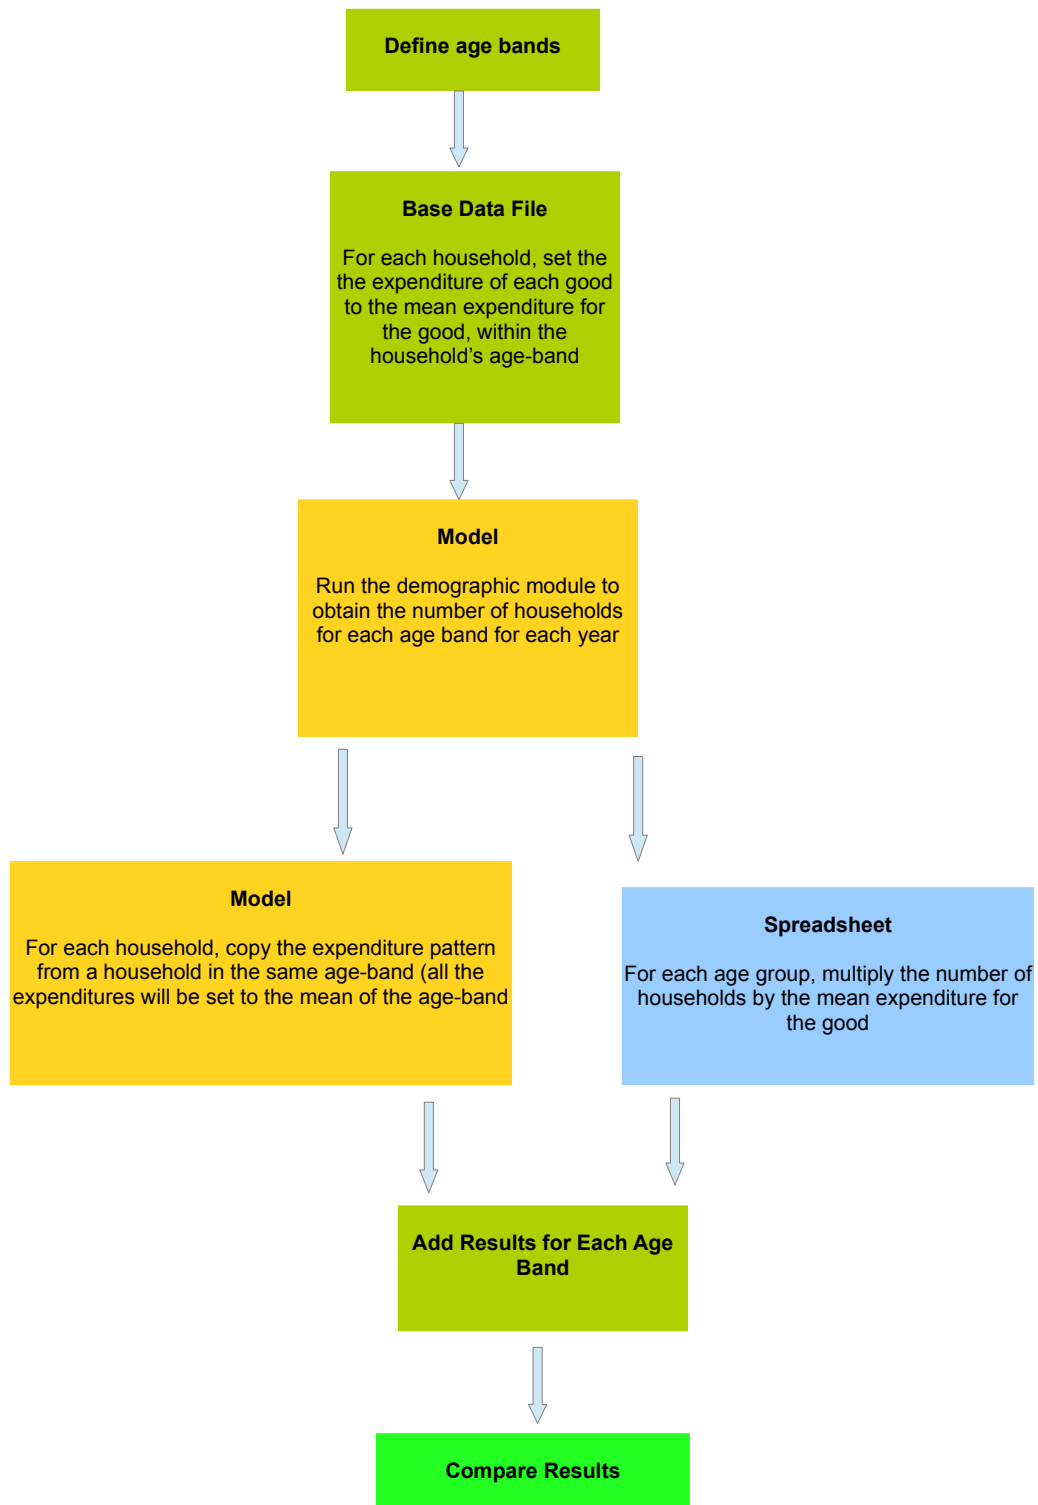 Define age bands
Base Data File
For each household, set the
the expenditure of each good
to the mean expenditure for
the good, within the
household’s age-band
Model
Run the demographic module to
obtain the number of households
for each age band for each year
Model
For each household, copy the expenditure pattern
from a household in the same age-band (all the
expenditures will be set to the mean of the age-band
Spreadsheet
For each age group, multiply the number of
households by the mean expenditure for
the good
Add Results for Each Age
Band
Compare Results